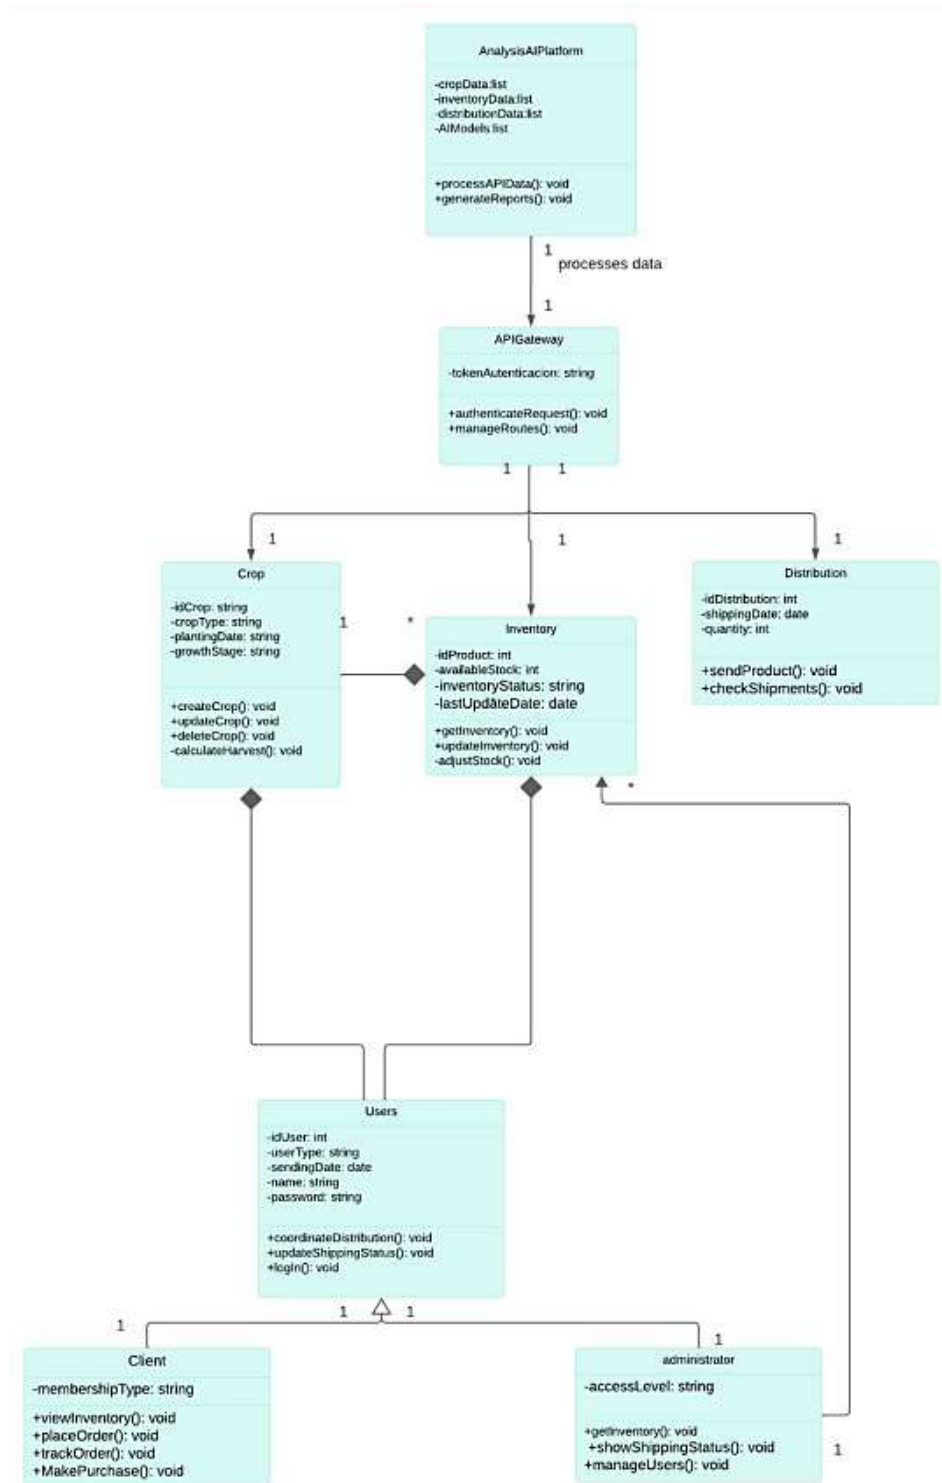 AnalysisAIPlatform
-cropData:list
-inventoryData:list
-distributionData:list
-AIModels:list
+processAPIData(): void
+generateReports(): void
1
processes data
1
APIGateway
-tokenAutenticacion: string
+authenticateRequest(): void
+manageRoutes(): void
1 1
1
1
1
Crop
-idCrop: string
-cropType: string
-plantingDate: string
-growthStage: string
+createCrop(): void
+updateCrop(): void
+deleteCrop(): void
-calculateHarvest(): void
1 *
Inventory
-idProduct: int
-availableStock: int
-inventoryStatus: string
-lastUpdateDate: date
+getInventory(): void
+updateInventory(): void
-adjustStock(): void
*
Distribution
-idDistribution: int
-shippingDate: date
-quantity: int
+sendProduct(): void
+checkShipments(): void
Users
-idUser: int
-userType: string
-sendingDate: date
-name: string
-password: string
+coordinateDistribution(): void
+updateShippingStatus(): void
+logIn(): void
1 1
1
1
Client
-membershipType: string
+viewInventory(): void
+placeOrder(): void
+trackOrder(): void
+MakePurchase(): void
administrator
-accessLevel: string
+getInventory(): void
+showShippingStatus(): void
+manageUsers(): void
1